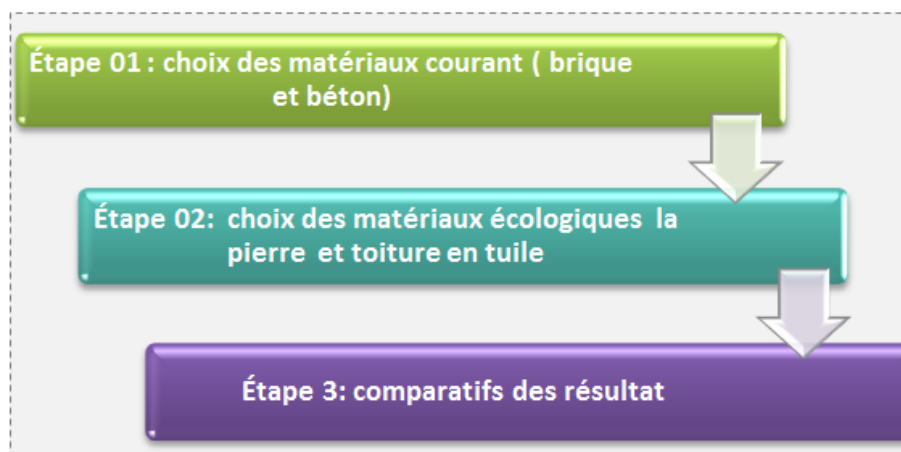 Étape 01 : choix des matériaux courant ( brique
et béton)
Étape 02: choix des matériaux écologiques la
pierre et toiture en tuile
Étape 3: comparatifs des résultat